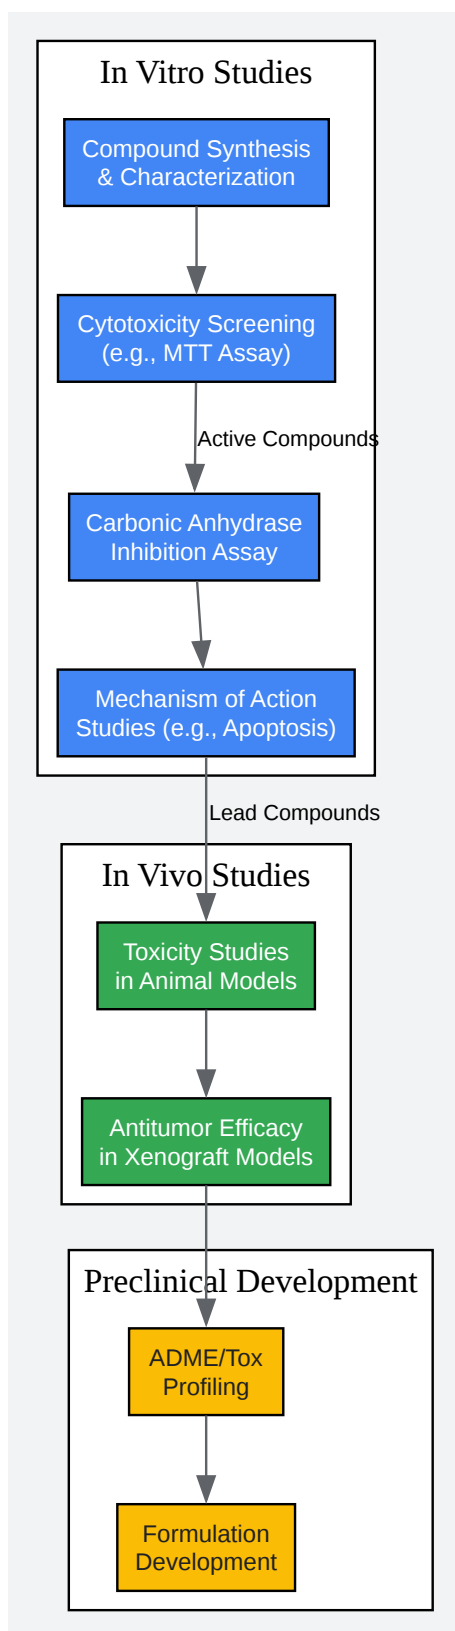 In Vitro Studies
Compound Synthesis
& Characterization
Cytotoxicity Screening
(e.g., MTT Assay)
Active Compounds
Carbonic Anhydrase
Inhibition Assay
Mechanism of Action
Studies (e.g., Apoptosis)
Lead Compounds
In Vivo Studies
Toxicity Studies
in Animal Models
Antitumor Efficacy
in Xenograft Models
Preclinical Development
ADME/Tox
Profiling
Formulation
Development